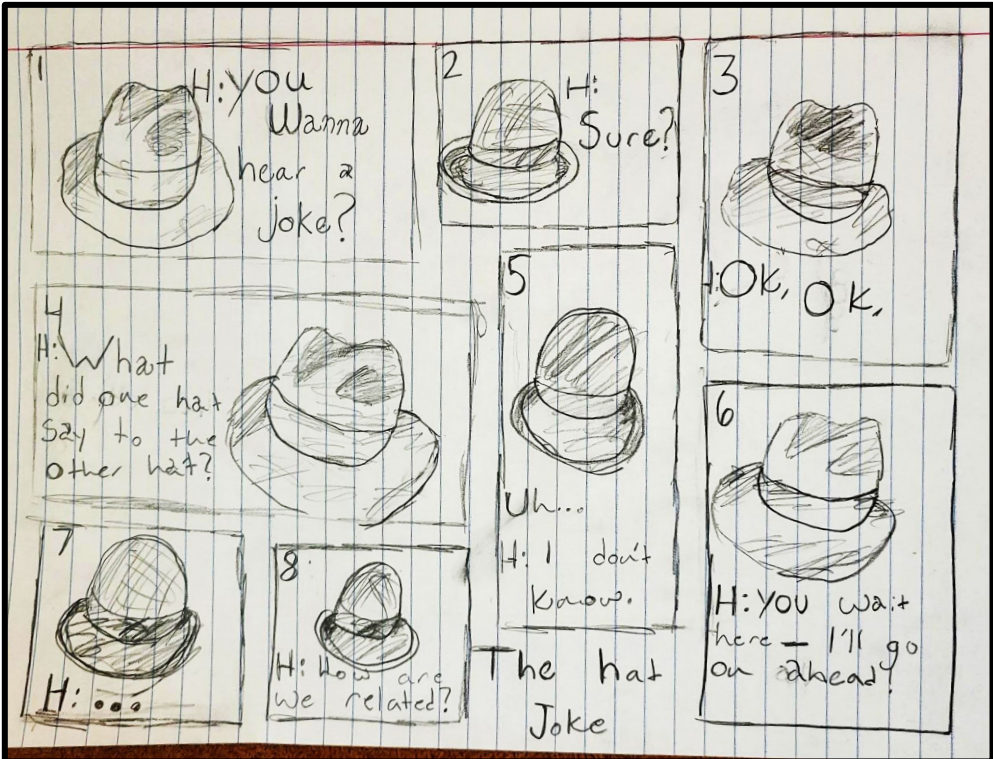 1
H: you
Wanna
hear a
joke?
2
H:
Sure?
3
H: OK, OK,
4
H: What
did one hat
Say to the
other hat?
5
Uh...
H: I don't
know.
6
H: you wait
here — I'll go
on ahead!
7
H: ...
8
H: How are
we related?
The hat
Joke